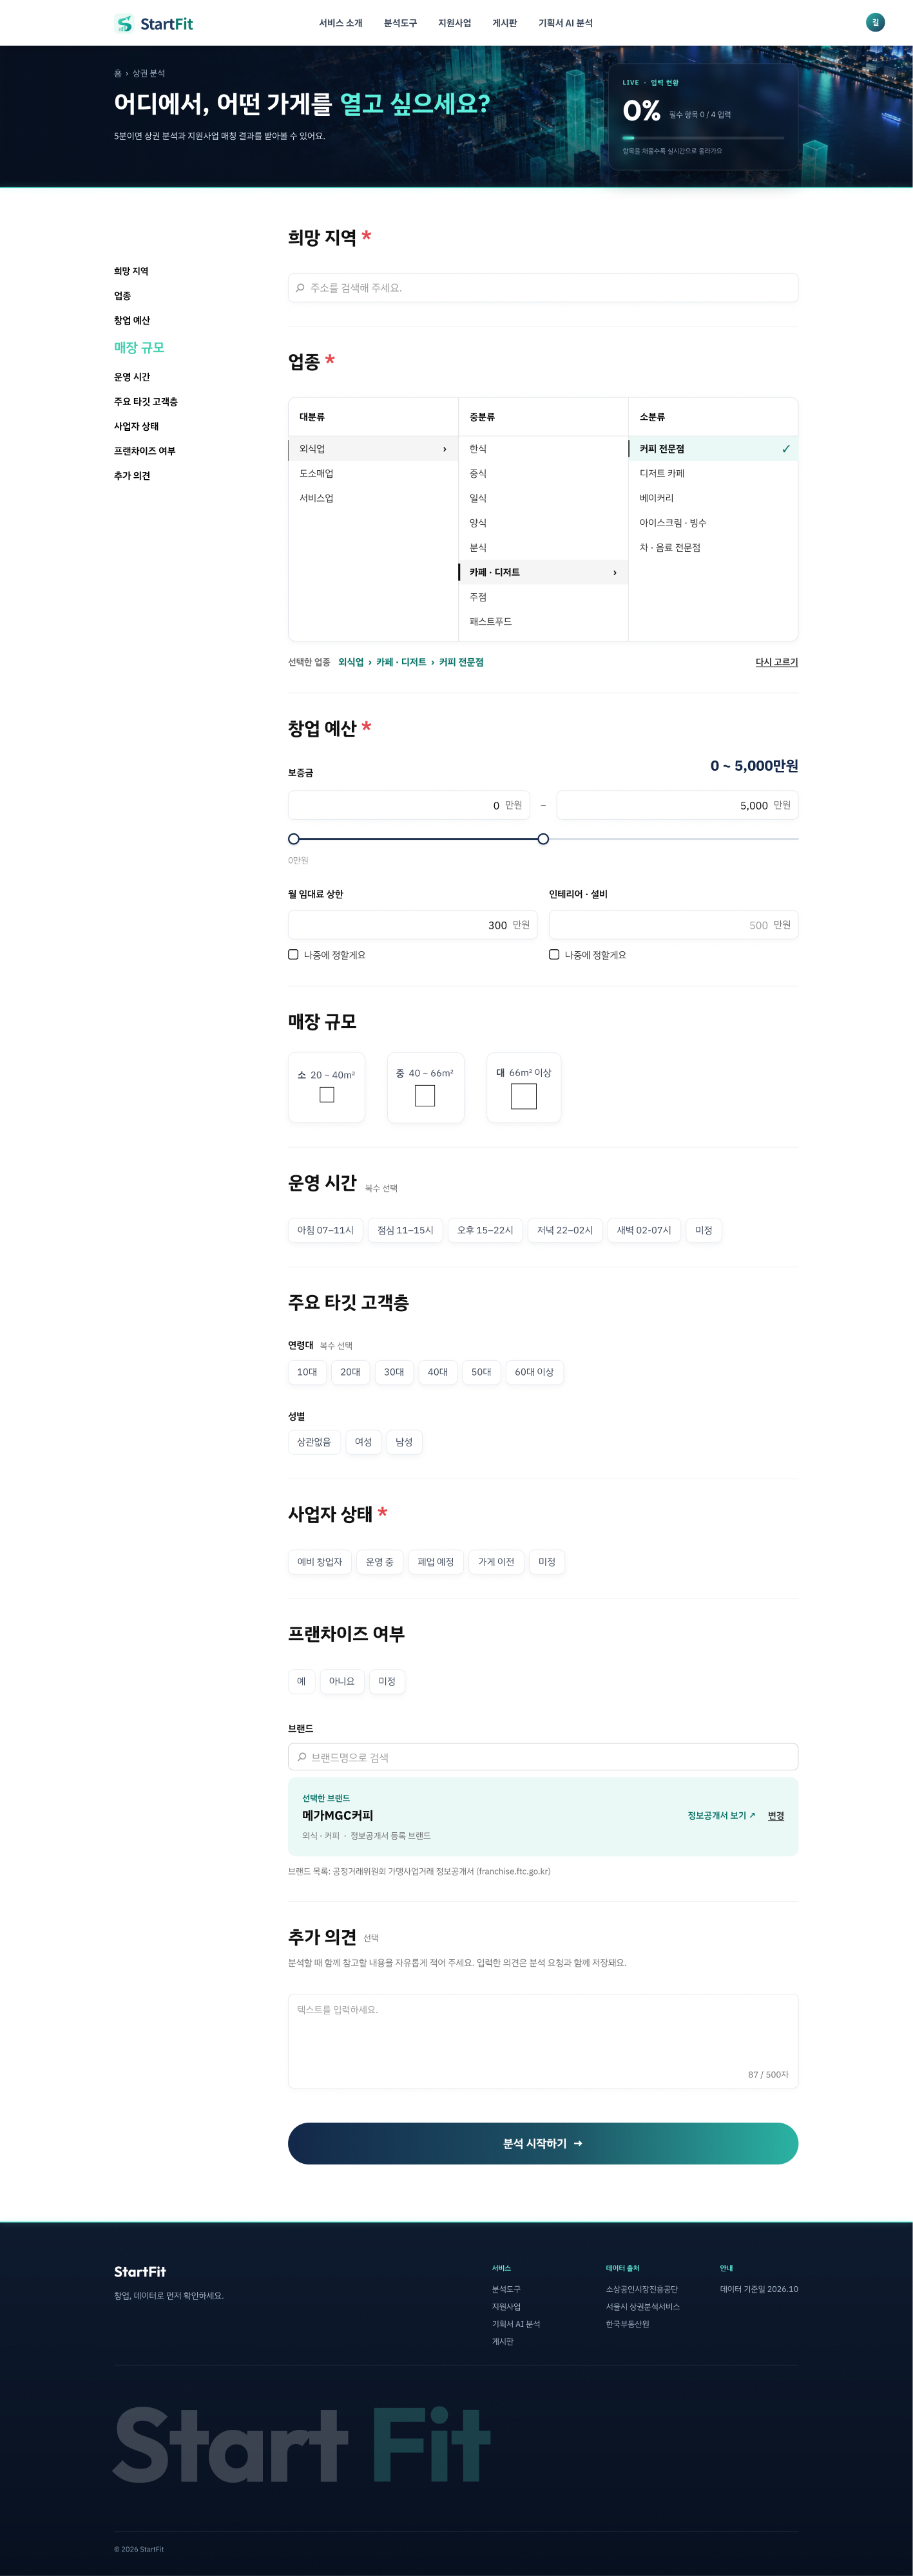 StartFit 서비스 소개 분석도구 지원사업 게시판 기획서 AI 분석 길
홈 › 상권 분석
어디에서, 어떤 가게를 열고 싶으세요?
5분이면 상권 분석과 지원사업 매칭 결과를 받아볼 수 있어요.
LIVE · 입력 현황
0% 필수 항목 0 / 4 입력
항목을 채울수록 실시간으로 올라가요
희망 지역
업종
창업 예산
매장 규모
운영 시간
주요 타깃 고객층
사업자 상태
프랜차이즈 여부
추가 의견
희망 지역 *
주소를 검색해 주세요.
업종 *
대분류 중분류 소분류
외식업 › 한식 커피 전문점 ✓
도소매업 중식 디저트 카페
서비스업 일식 베이커리
양식 아이스크림 · 빙수
분식 차 · 음료 전문점
카페 · 디저트 ›
주점
패스트푸드
선택한 업종 외식업 › 카페 · 디저트 › 커피 전문점 다시 고르기
창업 예산 *
보증금 0 ~ 5,000만원
0 만원 – 5,000 만원
0만원
월 임대료 상한 인테리어 · 설비
300 만원 500 만원
나중에 정할게요 나중에 정할게요
매장 규모
소 20 ~ 40m² 중 40 ~ 66m² 대 66m² 이상
운영 시간 복수 선택
아침 07–11시 점심 11–15시 오후 15–22시 저녁 22–02시 새벽 02-07시 미정
주요 타깃 고객층
연령대 복수 선택
10대 20대 30대 40대 50대 60대 이상
성별
상관없음 여성 남성
사업자 상태 *
예비 창업자 운영 중 폐업 예정 가게 이전 미정
프랜차이즈 여부
예 아니요 미정
브랜드
브랜드명으로 검색
선택한 브랜드
메가MGC커피 정보공개서 보기 ↗ 변경
외식 · 커피 · 정보공개서 등록 브랜드
브랜드 목록: 공정거래위원회 가맹사업거래 정보공개서 (franchise.ftc.go.kr)
추가 의견 선택
분석할 때 함께 참고할 내용을 자유롭게 적어 주세요. 입력한 의견은 분석 요청과 함께 저장돼요.
텍스트를 입력하세요.
87 / 500자
분석 시작하기 →
StartFit 서비스 데이터 출처 안내
창업, 데이터로 먼저 확인하세요. 분석도구 소상공인시장진흥공단 데이터 기준일 2026.10
지원사업 서울시 상권분석서비스
기획서 AI 분석 한국부동산원
게시판
Start Fit
© 2026 StartFit